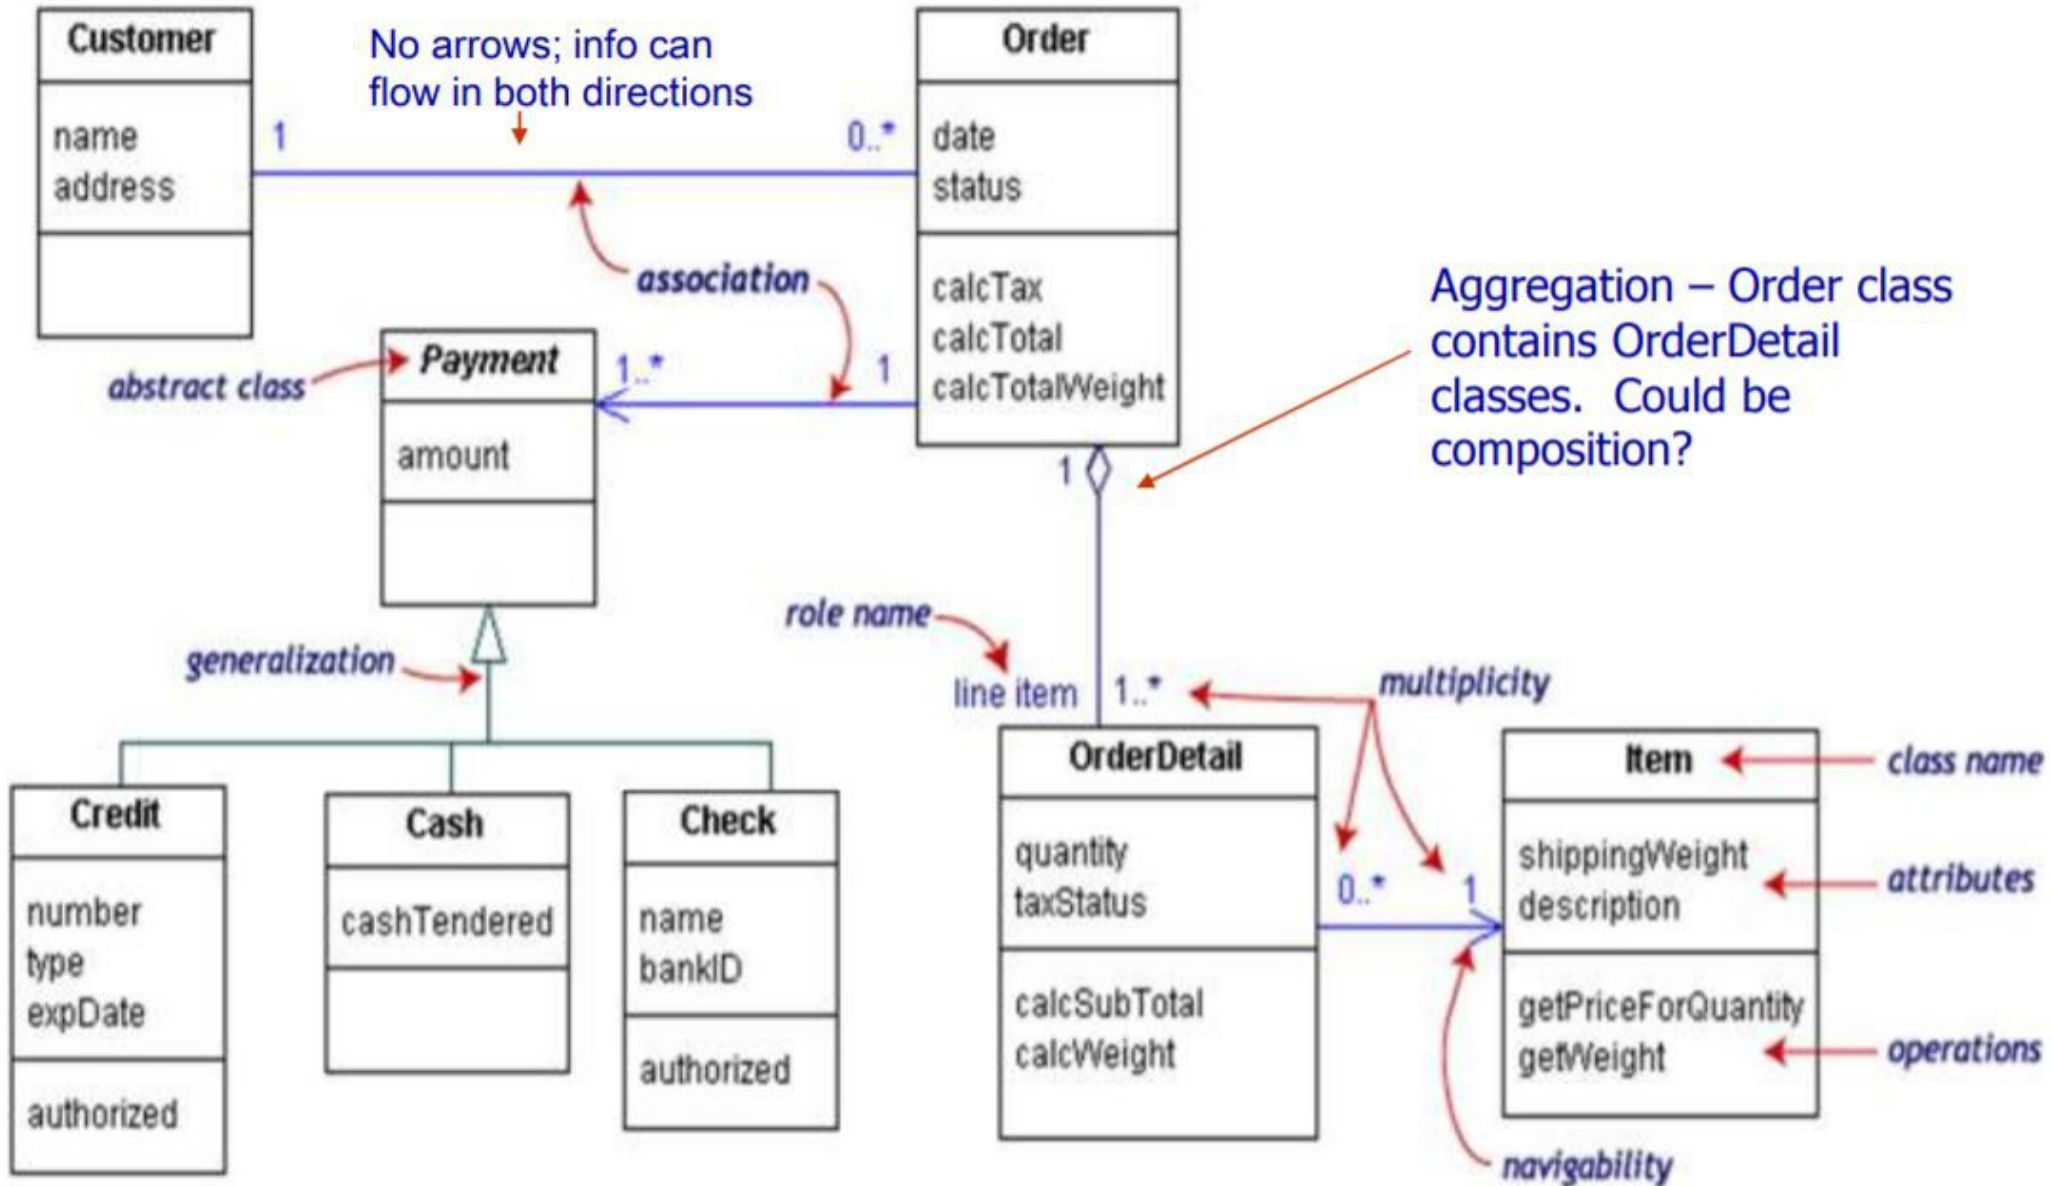 Customer
name
address
No arrows; info can
flow in both directions
1
0..*
Order
date
status
calcTax
calcTotal
calcTotalWeight
association
abstract class
Payment
amount
1..*
1
Aggregation – Order class
contains OrderDetail
classes.  Could be
composition?
1
generalization
role name
line item
1..*
multiplicity
Credit
number
type
expDate
authorized
Cash
cashTendered
Check
name
bankID
authorized
OrderDetail
quantity
taxStatus
calcSubTotal
calcWeight
0..*
1
Item
shippingWeight
description
getPriceForQuantity
getWeight
class name
attributes
operations
navigability